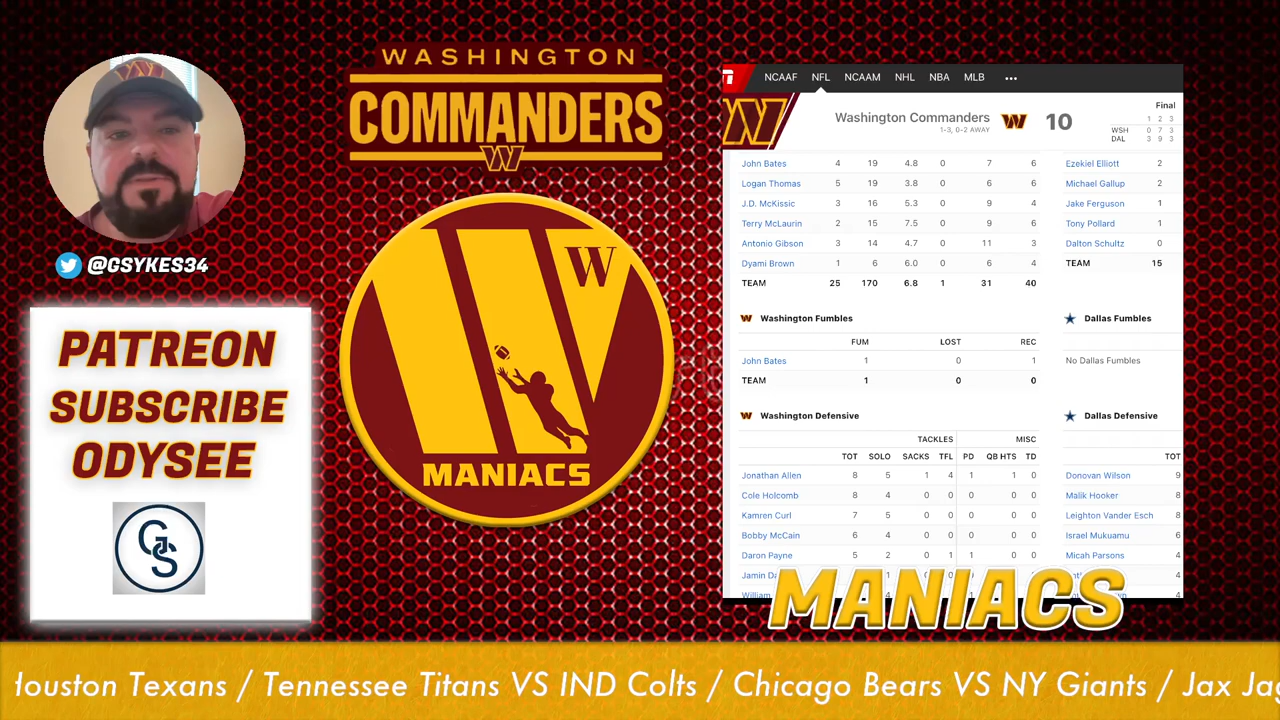 @GSYKES34
PATREON
SUBSCRIBE
ODYSEE
GS
WASHINGTON
COMMANDERS
W
W
MANIACS
NCAAF NFL NCAAM NHL NBA MLB •••
Washington Commanders 10
1-3, 0-2 AWAY
Final
1 2 3
WSH 0 7 3
DAL 3 9 3
John Bates 4 19 4.8 0 7 6
Logan Thomas 5 19 3.8 0 6 6
J.D. McKissic 3 16 5.3 0 9 4
Terry McLaurin 2 15 7.5 0 9 6
Antonio Gibson 3 14 4.7 0 11 3
Dyami Brown 1 6 6.0 0 6 4
TEAM 25 170 6.8 1 31 40
Ezekiel Elliott 2
Michael Gallup 2
Jake Ferguson 1
Tony Pollard 1
Dalton Schultz 0
TEAM 15
Washington Fumbles
FUM LOST REC
John Bates 1 0 1
TEAM 1 0 0
Dallas Fumbles
No Dallas Fumbles
Washington Defensive
TACKLES MISC
TOT SOLO SACKS TFL PD QB HTS TD
Jonathan Allen 8 5 1 4 1 1 0
Cole Holcomb 8 4 0 0 0 0 0
Kamren Curl 7 5 0 0 0 0 0
Bobby McCain 6 4 0 0 0 0 0
Daron Payne 5 2 0 1 1 0 0
Jamin Da
William
Dallas Defensive
TOT
Donovan Wilson 9
Malik Hooker 8
Leighton Vander Esch 8
Israel Mukuamu 6
Micah Parsons 4
4
4
MANIACS
Houston Texans / Tennessee Titans VS IND Colts / Chicago Bears VS NY Giants / Jax Jag